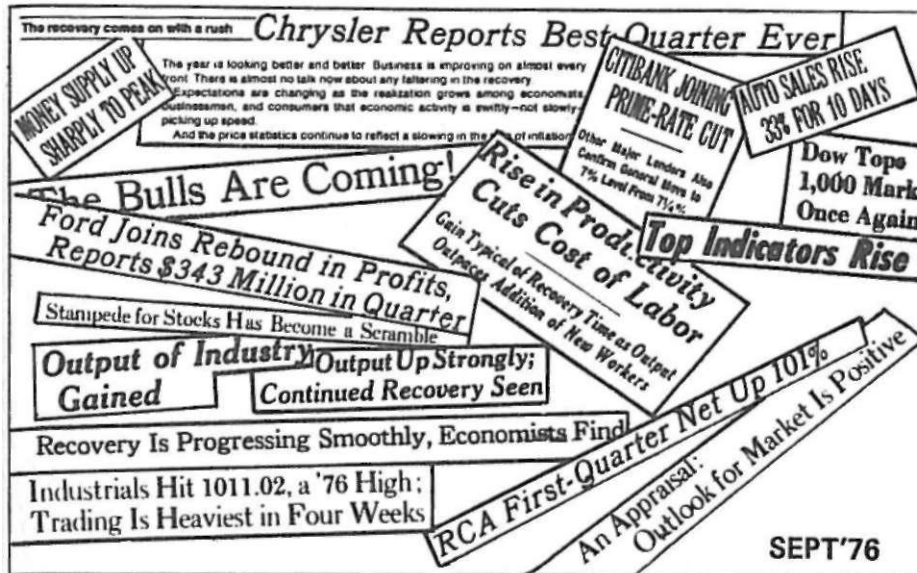 The recovery comes on with a rush
Chrysler Reports Best Quarter Ever
The year is looking better and better Business is improving on almost every
front There is almost no talk now about any faltering in the recovery
Expectations are changing as the realization grows among economists,
businessmen, and consumers that economic activity is swiftly—not slowly—
picking up speed.
And the price statistics continue to reflect a slowing in the of inflation
MONEY SUPPLY UP
SHARPLY TO PEAK
CITIBANK JOINING
PRIME-RATE CUT
Other Major Lenders Also
Confirm General Move to
7% Level From 7¼%
AUTO SALES RISE
33% FOR 10 DAYS
Dow Tops
1,000 Mark
Once Again
The Bulls Are Coming!
Rise in Productivity
Cuts Cost of Labor
Gain Typical of Recovery Time as Output
Outpaces Addition of New Workers
Top Indicators Rise
Ford Joins Rebound in Profits,
Reports $343 Million in Quarter
Stampede for Stocks Has Become a Scramble
Output of Industry
Gained
Output Up Strongly;
Continued Recovery Seen
Recovery Is Progressing Smoothly, Economists Find
Industrials Hit 1011.02, a '76 High;
Trading Is Heaviest in Four Weeks
RCA First-Quarter Net Up 101%
An Appraisal:
Outlook for Market Is Positive
SEPT'76